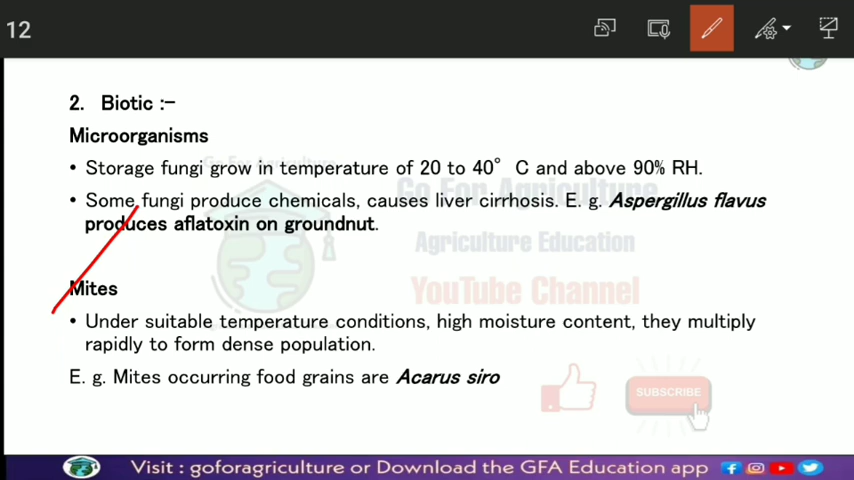 12
2. Biotic :-
Microorganisms
• Storage fungi grow in temperature of 20 to 40° C and above 90% RH.
• Some fungi produce chemicals, causes liver cirrhosis. E. g. Aspergillus flavus
produces aflatoxin on groundnut.
Go For Agriculture
Go For Agriculture
Agriculture Education
YouTube Channel
Mites
• Under suitable temperature conditions, high moisture content, they multiply
rapidly to form dense population.
E. g. Mites occurring food grains are Acarus siro
SUBSCRIBE
Visit : goforagriculture or Download the GFA Education app